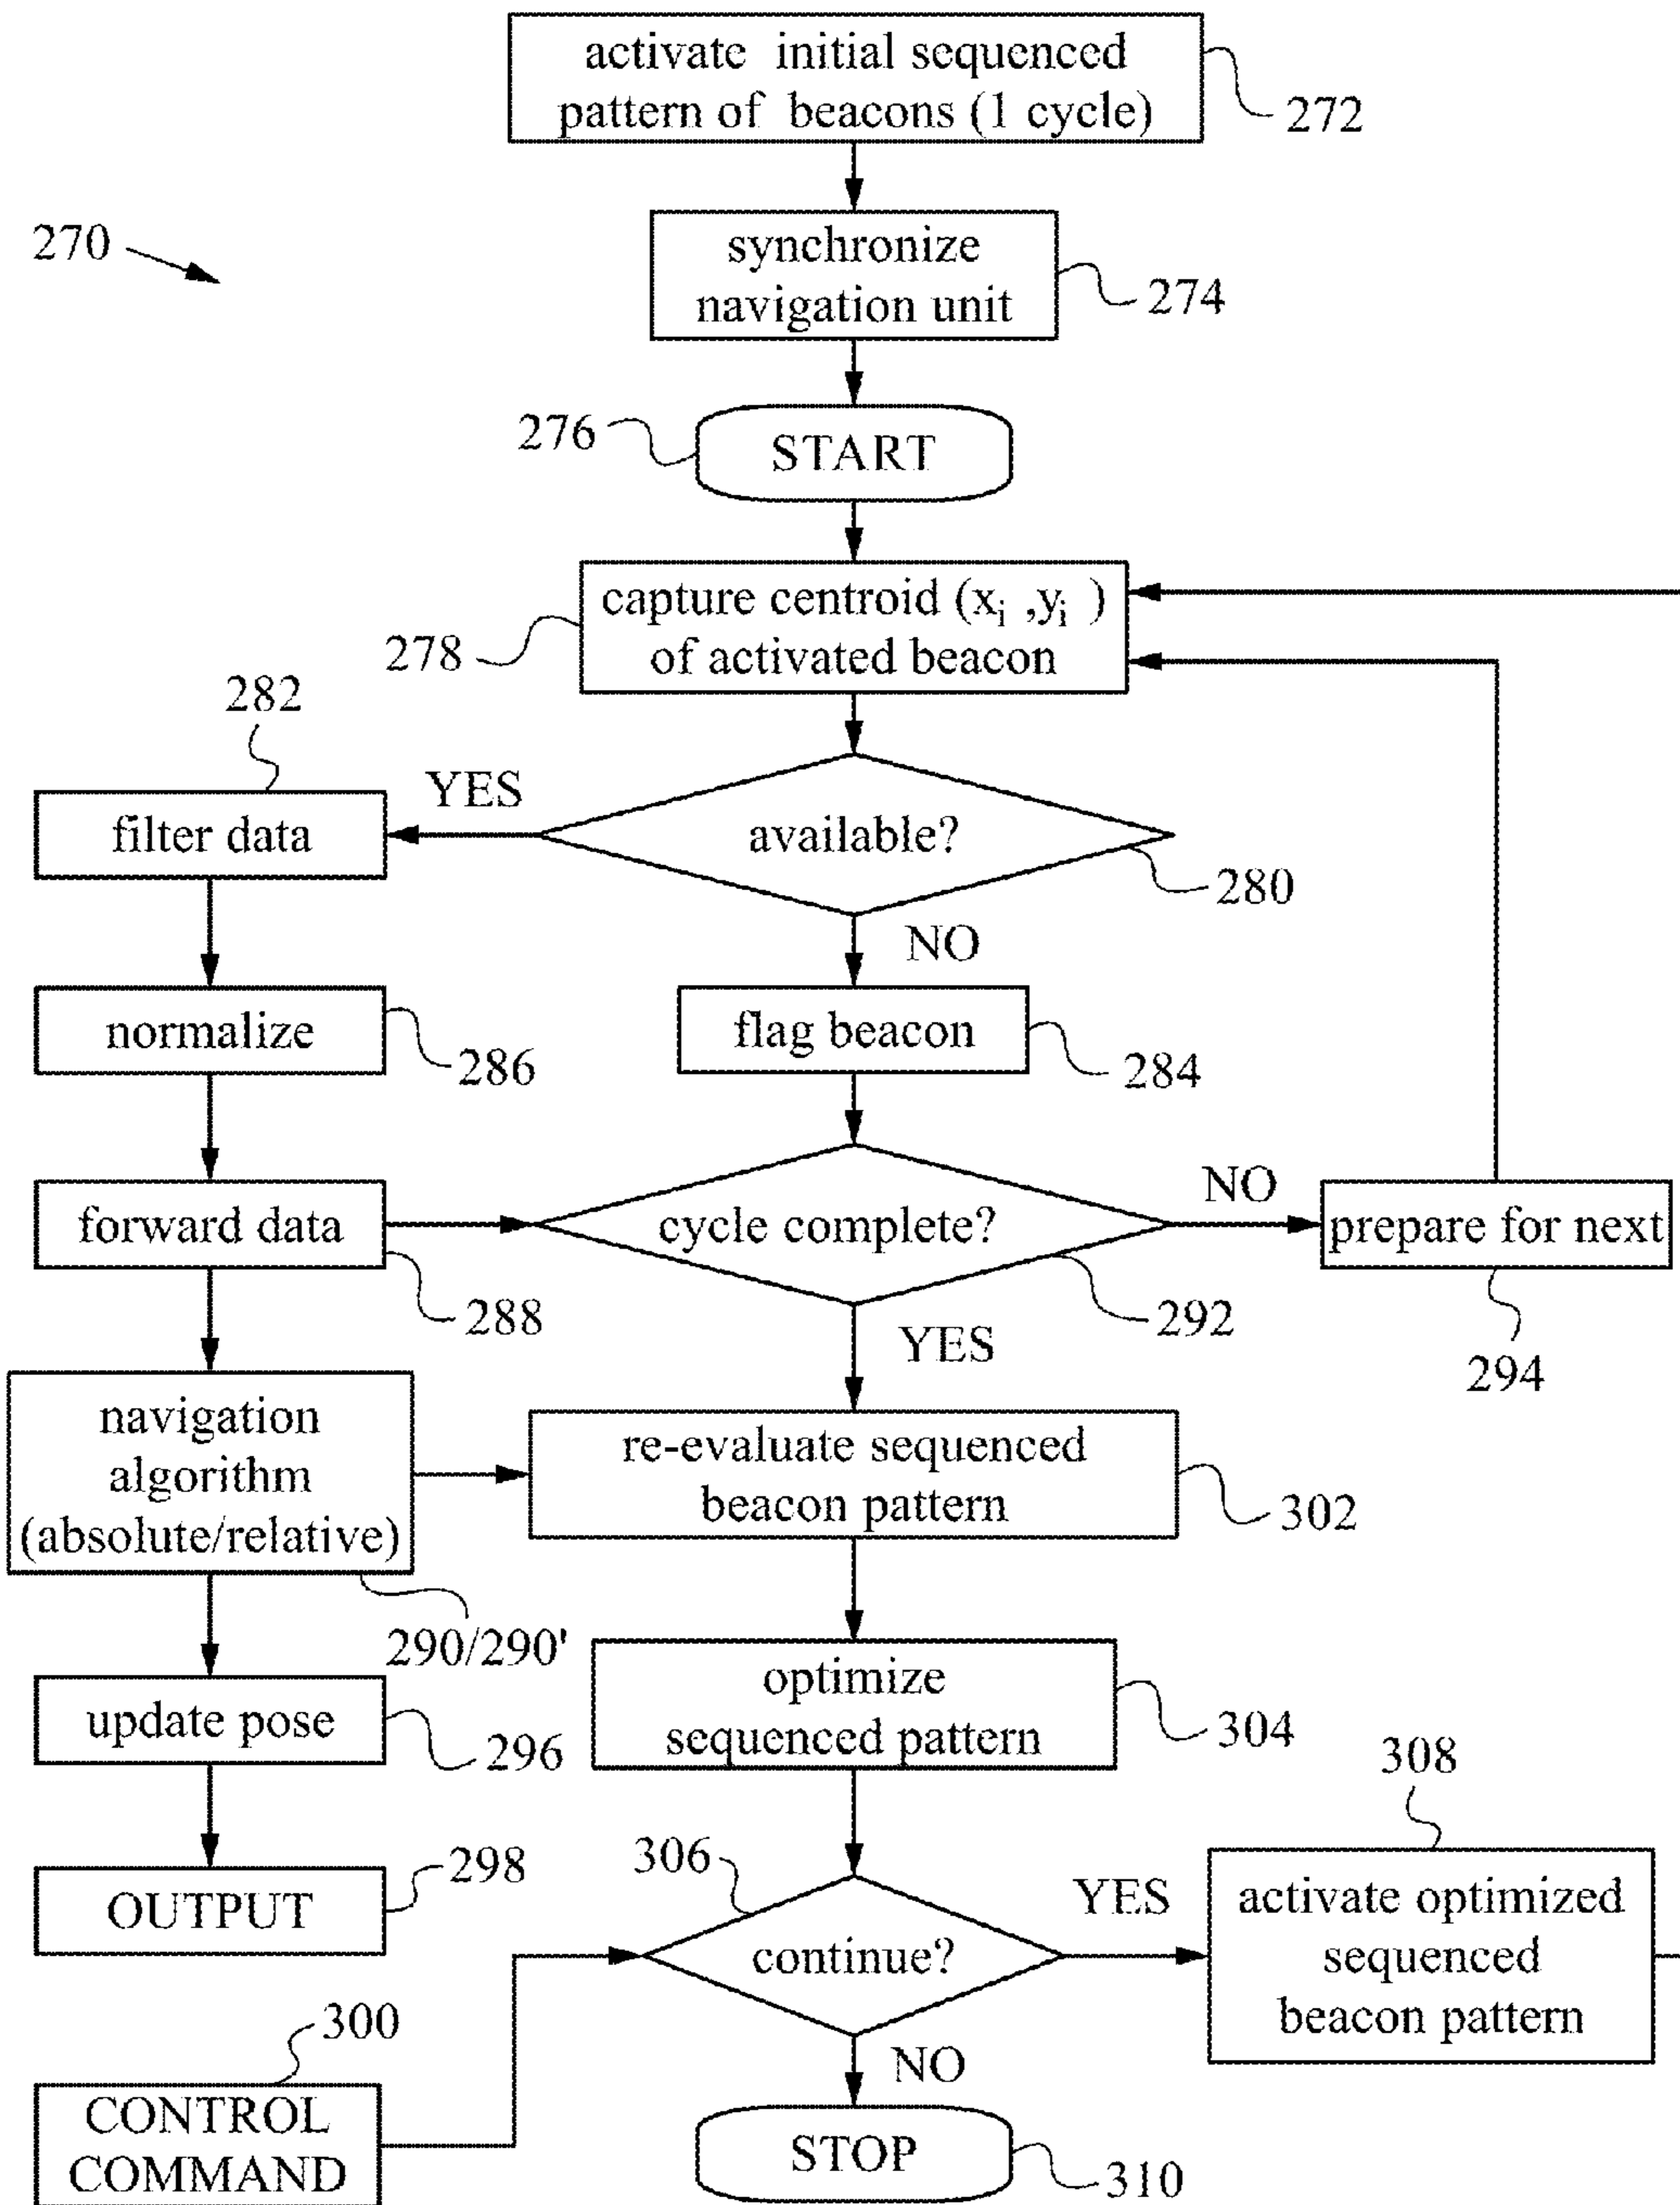 activate initial sequenced
pattern of beacons (1 cycle)
272
270
synchronize
navigation unit
274
276
START
capture centroid (xi ,yi )
of activated beacon
278
282
YES
filter data
available?
280
NO
normalize
286
flag beacon
284
forward data
288
cycle complete?
292
NO
prepare for next
294
YES
navigation
algorithm
(absolute/relative)
290/290'
re-evaluate sequenced
beacon pattern
302
update pose
296
optimize
sequenced pattern
304
308
OUTPUT
298
306
continue?
YES
activate optimized
sequenced
beacon pattern
300
CONTROL
COMMAND
NO
STOP
310